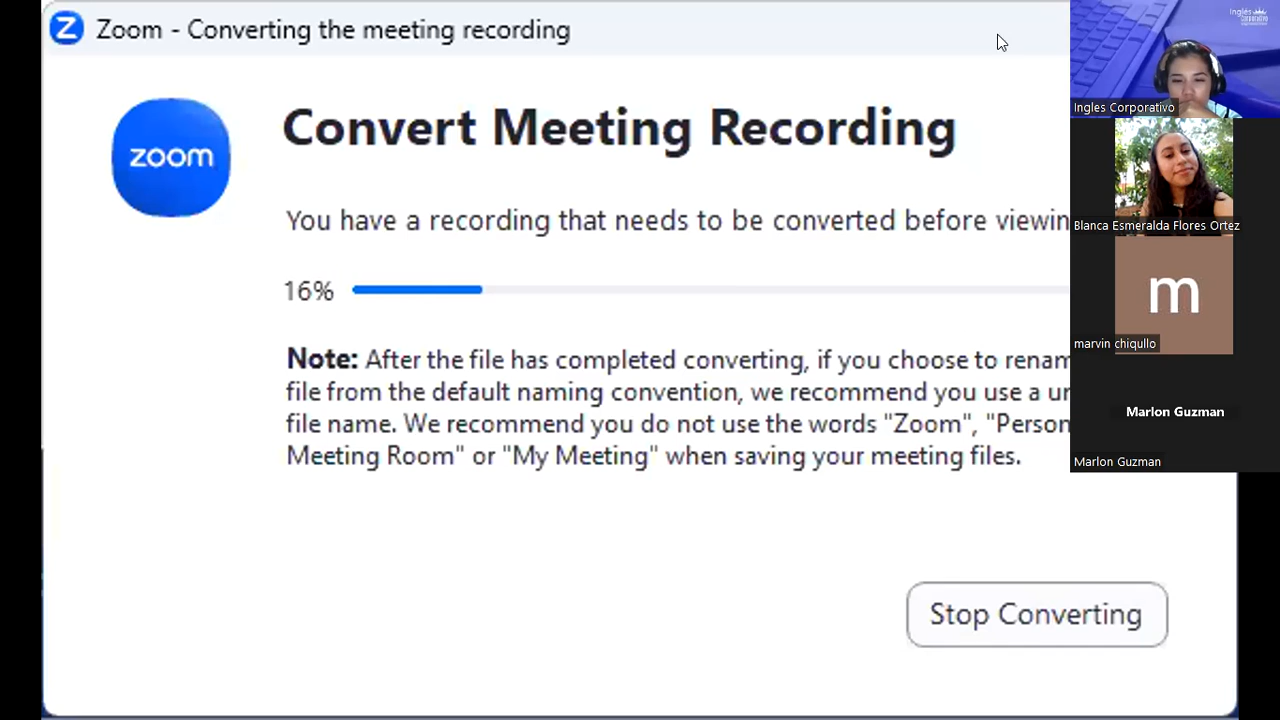 Zoom - Converting the meeting recording
zoom
Convert Meeting Recording
You have a recording that needs to be converted before viewin
16%
Note: After the file has completed converting, if you choose to renam
file from the default naming convention, we recommend you use a un
file name. We recommend you do not use the words "Zoom", "Person
Meeting Room" or "My Meeting" when saving your meeting files.
Stop Converting
Inglés
Corporativo
Ingles Corporativo
Blanca Esmeralda Flores Ortez
m
marvin chiqullo
Marlon Guzman
Marlon Guzman